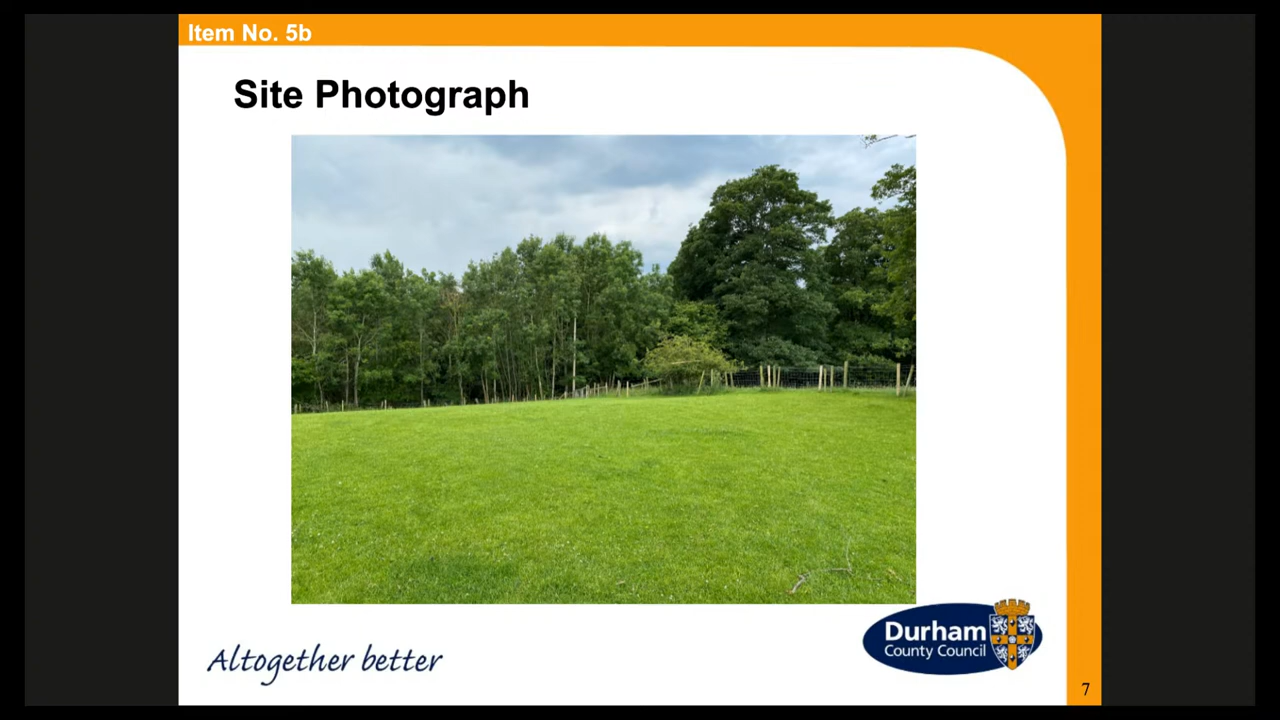 Item No. 5b
Site Photograph
Altogether better
Durham
County Council
7